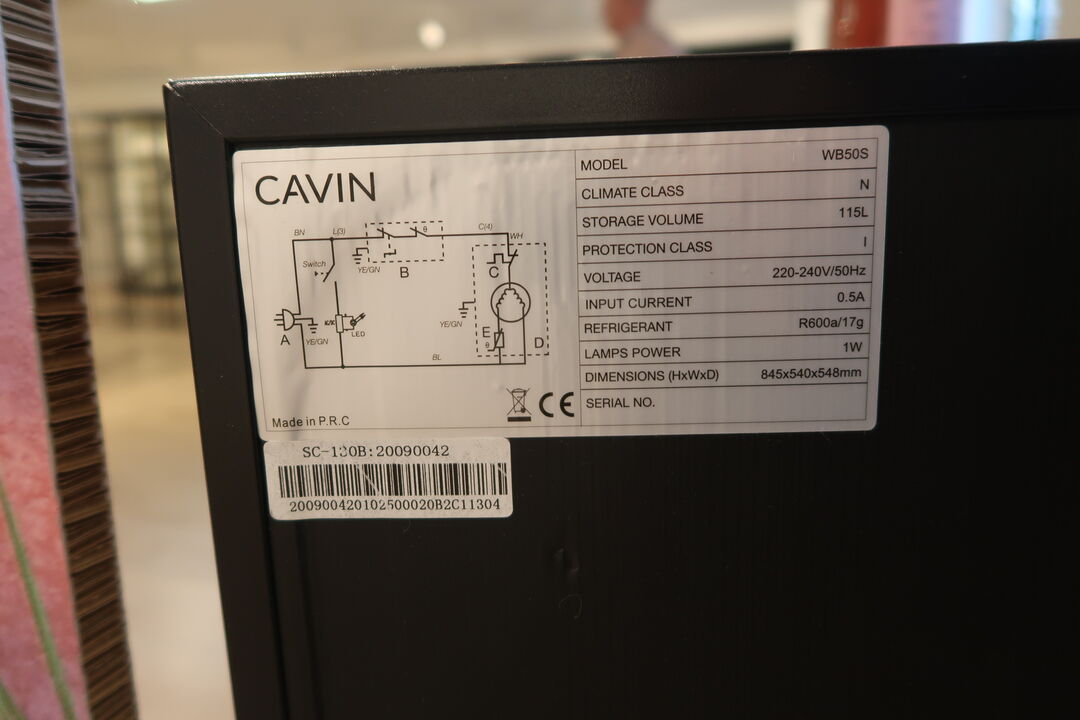 CAVIN
BN
L(3)
θ
C(4)
WH
Switch
YE/GN
B
C
A
YE/GN
LED
YE/GN
E
θ
D
BL
Made in P.R.C
CE
MODEL WB50S
CLIMATE CLASS N
STORAGE VOLUME 115L
PROTECTION CLASS I
VOLTAGE 220-240V/50Hz
INPUT CURRENT 0.5A
REFRIGERANT R600a/17g
LAMPS POWER 1W
DIMENSIONS (HxWxD) 845x540x548mm
SERIAL NO.
SC-130B:20090042
200900420102500020B2C11304